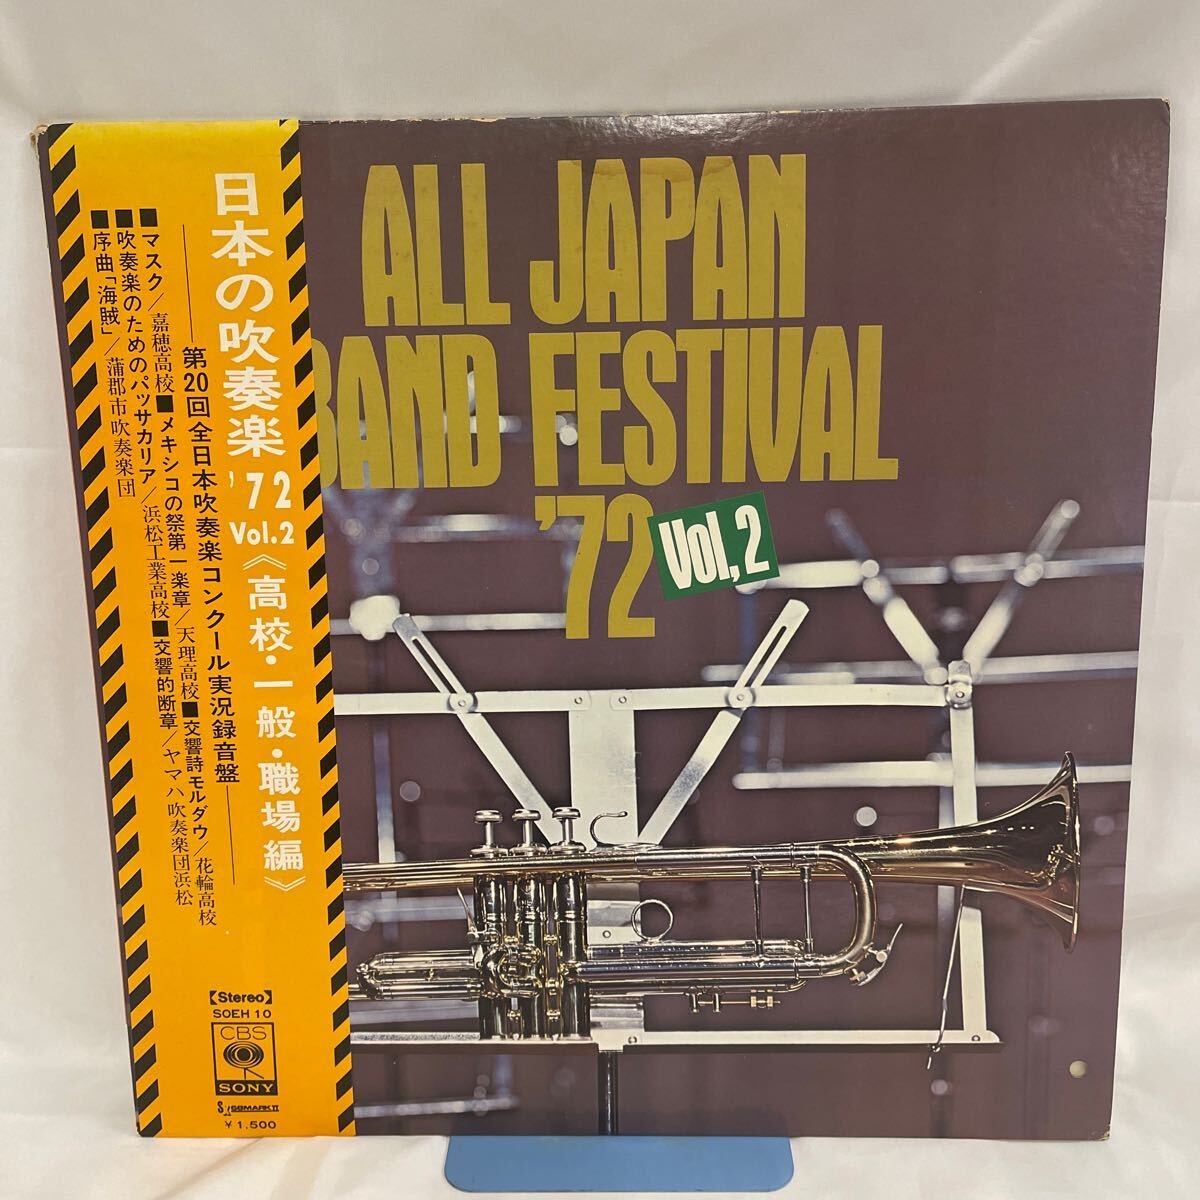 ALL JAPAN
BAND FESTIVAL
'72
Vol,2
日本の吹奏楽 '72 Vol.2《高校・一般・職場編》
第20回全日本吹奏楽コンクール実況録音盤
■マスク/嘉穂高校■メキシコの祭第一楽章/天理高校■交響詩モルダウ/花輪高校
■吹奏楽のためのパッサカリア/浜松工業高校■交響的断章/ヤマハ吹奏楽団浜松
■序曲「海賊」/蒲郡市吹奏楽団
【Stereo】
SOEH 10
CBS
SONY
¥1,500